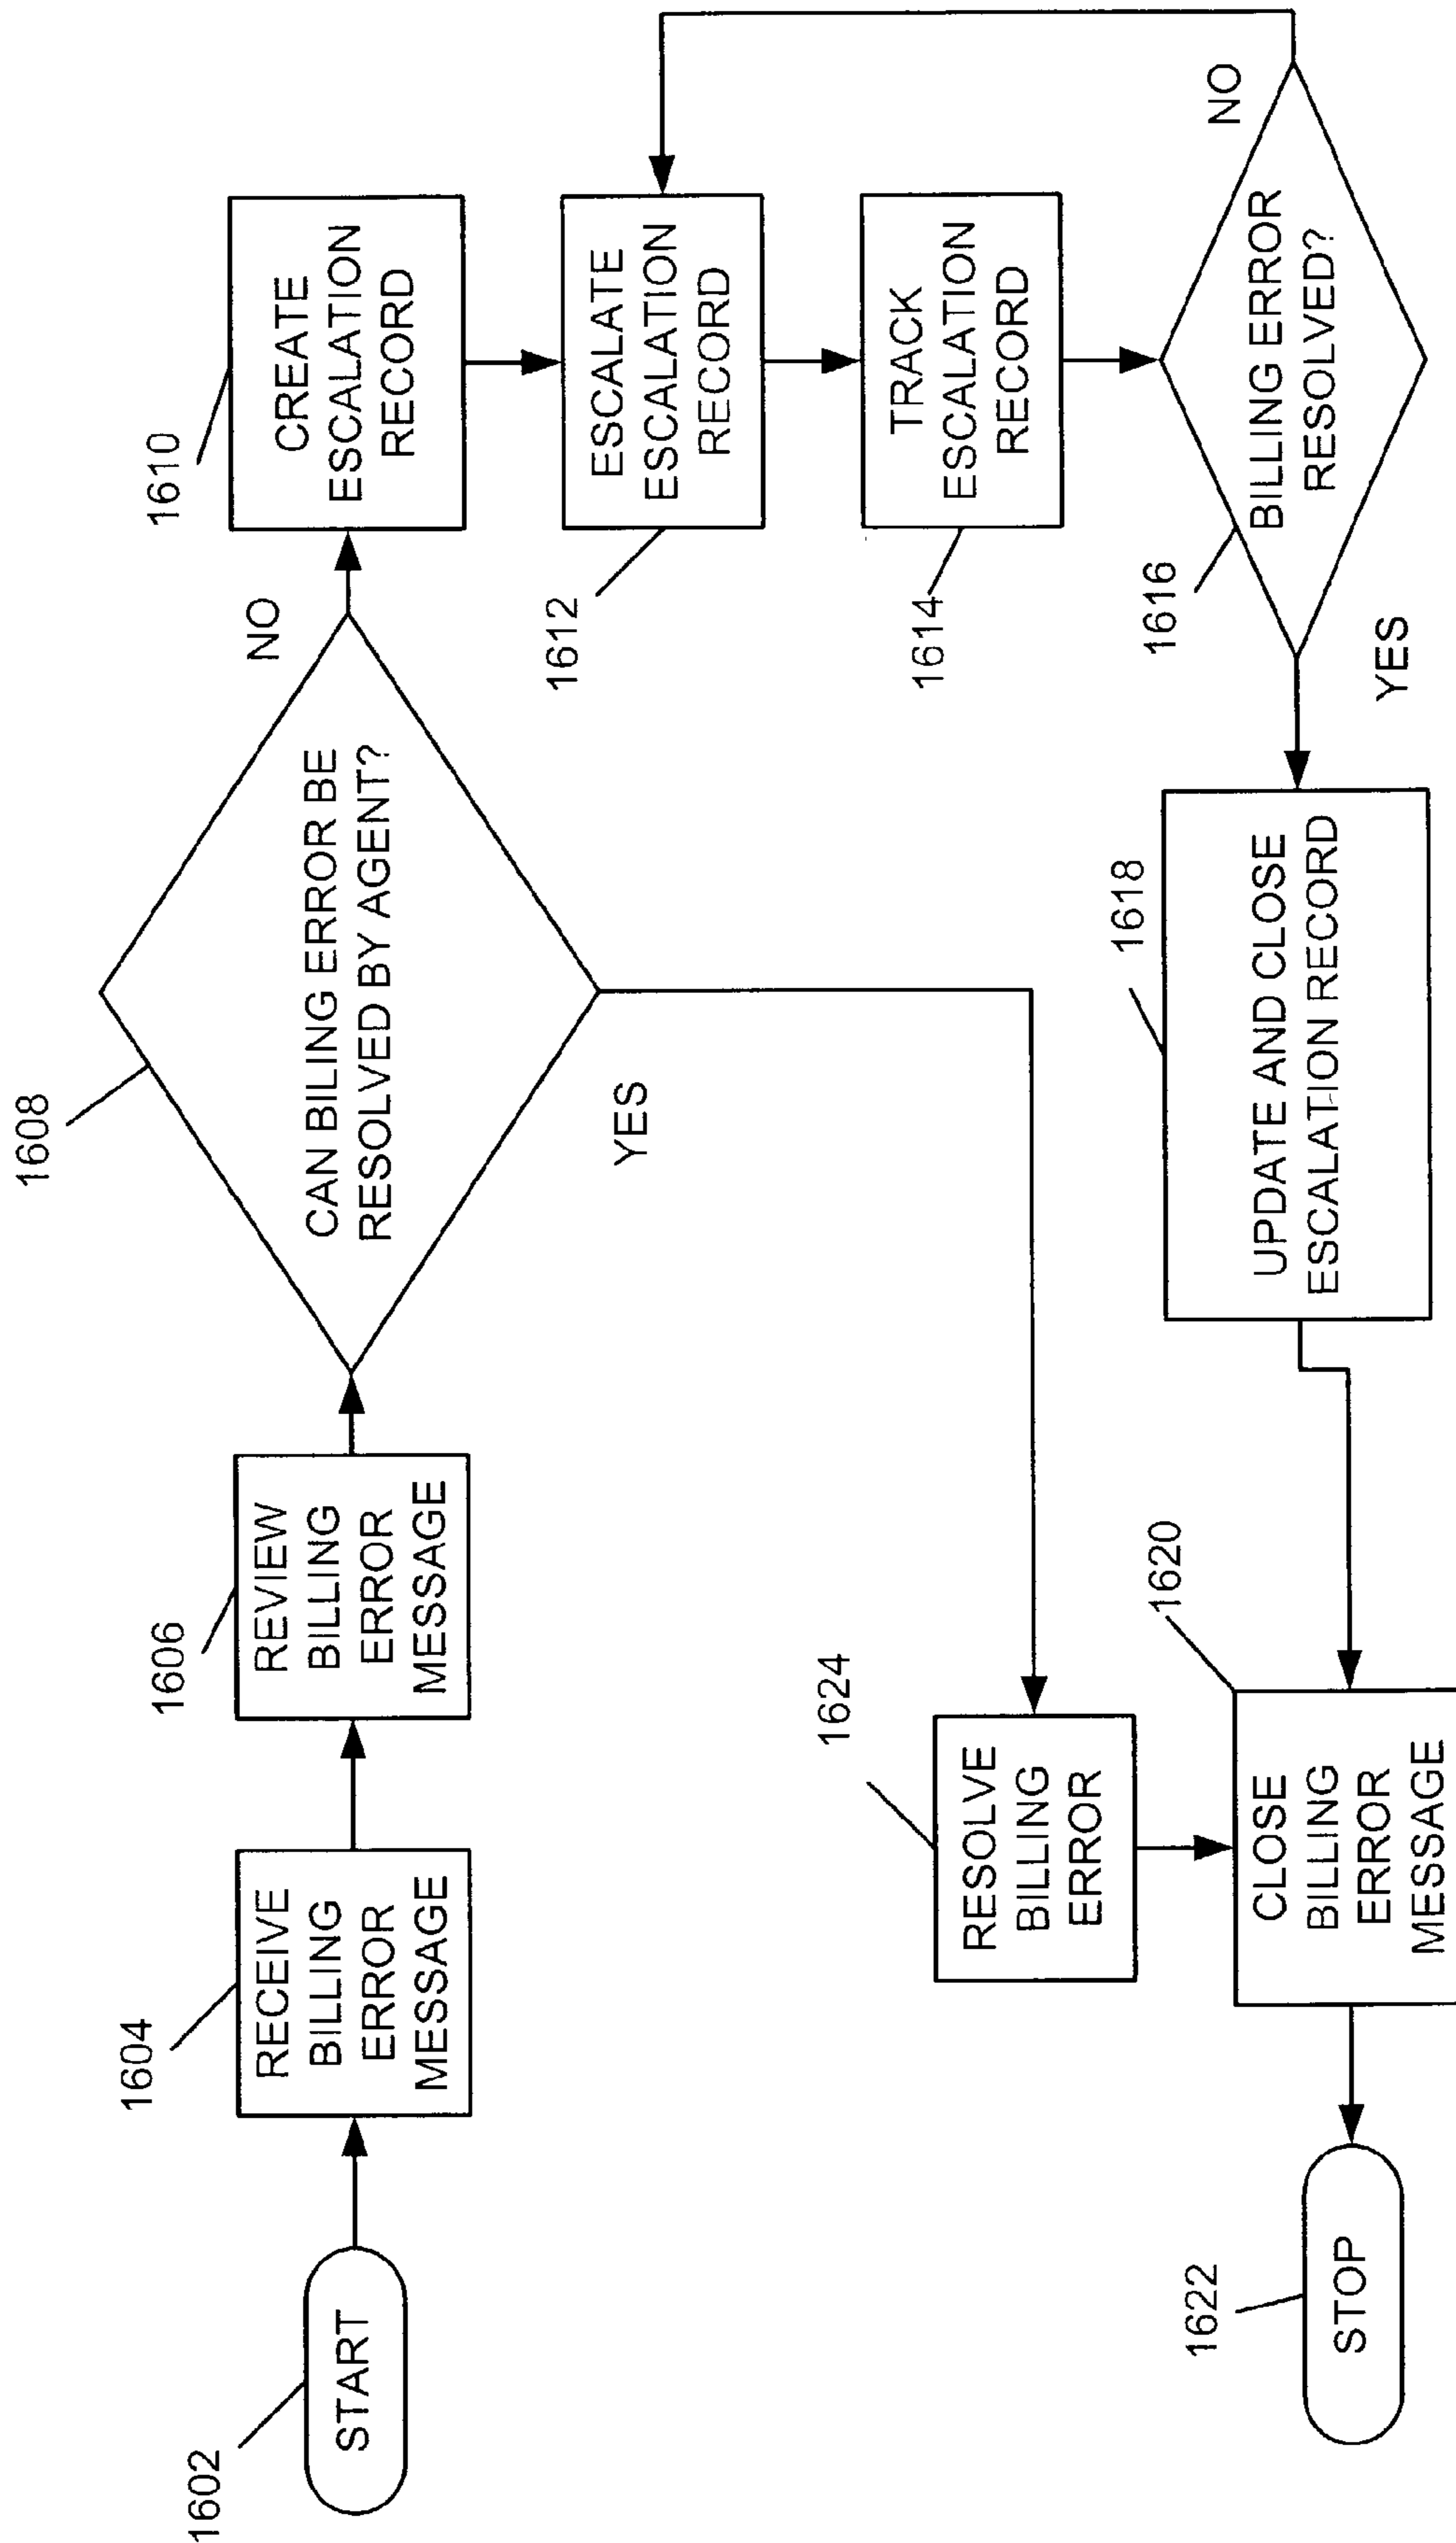 1602
START
1604
RECEIVE
BILLING
ERROR
MESSAGE
1606
REVIEW
BILLING
ERROR
MESSAGE
1608
CAN BILLING ERROR BE
RESOLVED BY AGENT?
NO
YES
1610
CREATE
ESCALATION
RECORD
1612
ESCALATE
ESCALATION
RECORD
1614
TRACK
ESCALATION
RECORD
1616
BILLING ERROR
RESOLVED?
NO
YES
1618
UPDATE AND CLOSE
ESCALATION RECORD
1624
RESOLVE
BILLING
ERROR
1620
CLOSE
BILLING
ERROR
MESSAGE
1622
STOP